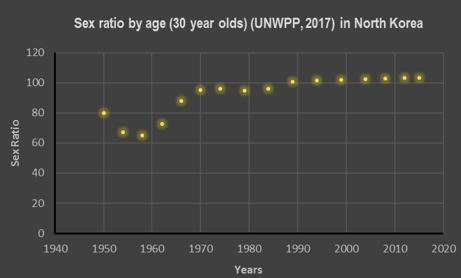 Sex ratio by age (30 year olds) (UNWPP, 2017) in North Korea
120
100
80
60
40
20
0
Sex Ratio
1940 1950 1960 1970 1980 1990 2000 2010 2020
Years